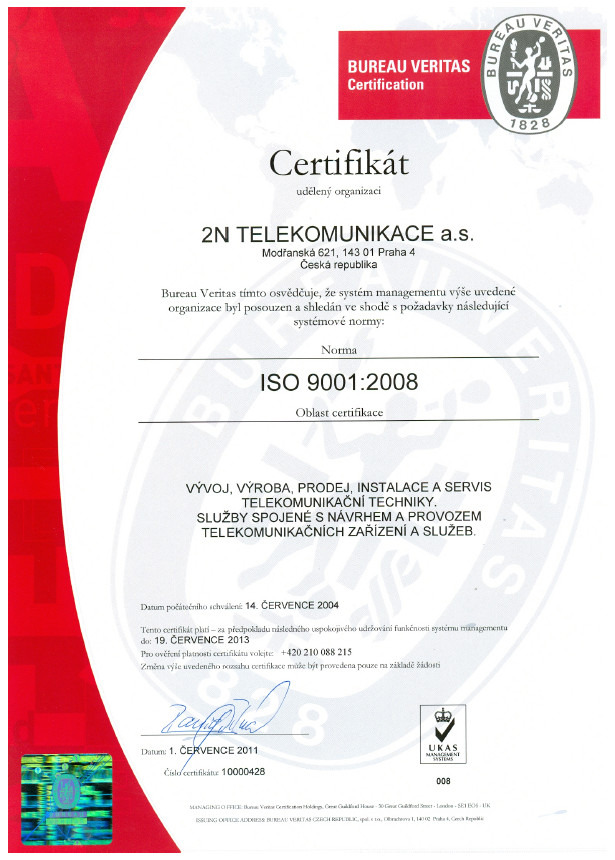 BUREAU VERITAS
Certification
BUREAU VERITAS
1828
Certifikát
udělený organizaci
2N TELEKOMUNIKACE a.s.
Modřanská 621, 143 01 Praha 4
Česká republika
Bureau Veritas tímto osvědčuje, že systém managementu výše uvedené
organizace byl posouzen a shledán ve shodě s požadavky následující
systémové normy:
Norma
ISO 9001:2008
Oblast certifikace
VÝVOJ, VÝROBA, PRODEJ, INSTALACE A SERVIS
TELEKOMUNIKAČNÍ TECHNIKY.
SLUŽBY SPOJENÉ S NÁVRHEM A PROVOZEM
TELEKOMUNIKAČNÍCH ZAŘÍZENÍ A SLUŽEB.
Datum počátečního schválení: 14. ČERVENCE 2004
Tento certifikát platí – za předpokladu následného uspokojivého udržování funkčnosti systému managementu
do: 19. ČERVENCE 2013
Pro ověření platnosti certifikátu volejte: +420 210 088 215
Změna výše uvedeného rozsahu certifikace může být provedena pouze na základě žádosti
Datum: 1. ČERVENCE 2011
Číslo certifikátu: 10000428
UKAS
MANAGEMENT
SYSTEMS
008
MANAGING OFFICE: Bureau Veritas Certification Holdings, Great Guildford House - 30 Great Guildford Street - London - SE1 0ES - UK
ISSUING OFFICE ADDRESS: BUREAU VERITAS CZECH REPUBLIC, spol. s r.o., Olbrachtova 1, 140 02 Praha 4, Czech Republic